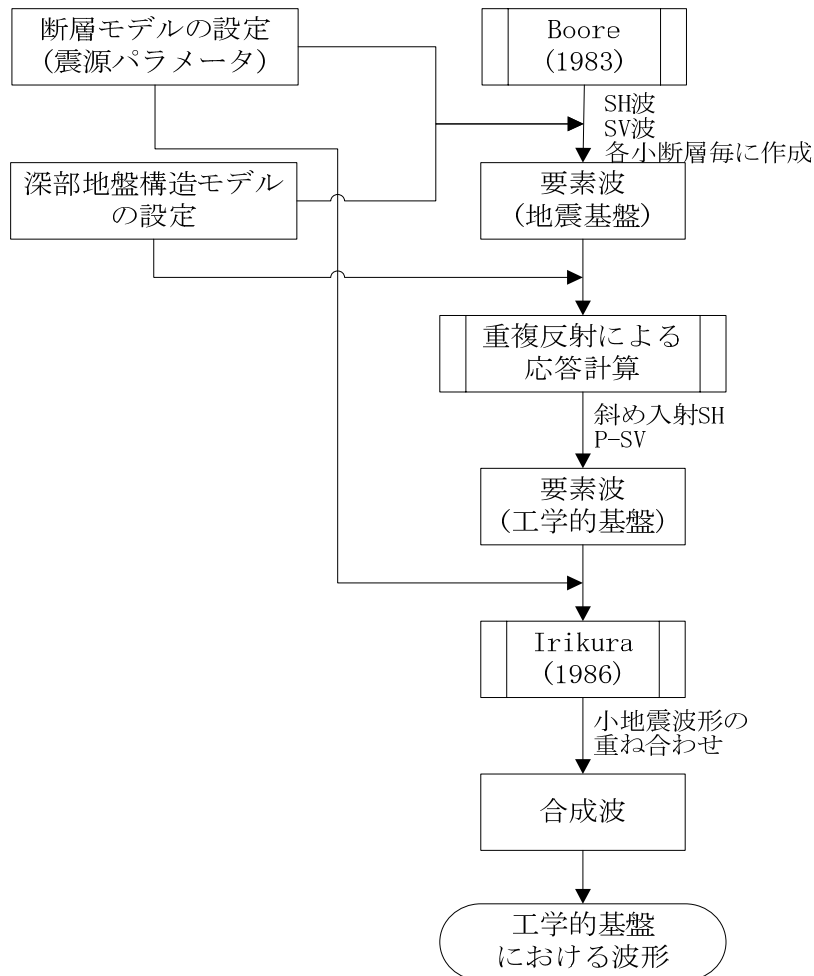 断層モデルの設定
(震源パラメータ)
Boore
(1983)
SH波
SV波
各小断層毎に作成
深部地盤構造モデル
の設定
要素波
(地震基盤)
重複反射による
応答計算
斜め入射SH
P-SV
要素波
(工学的基盤)
Irikura
(1986)
小地震波形の
重ね合わせ
合成波
工学的基盤
における波形